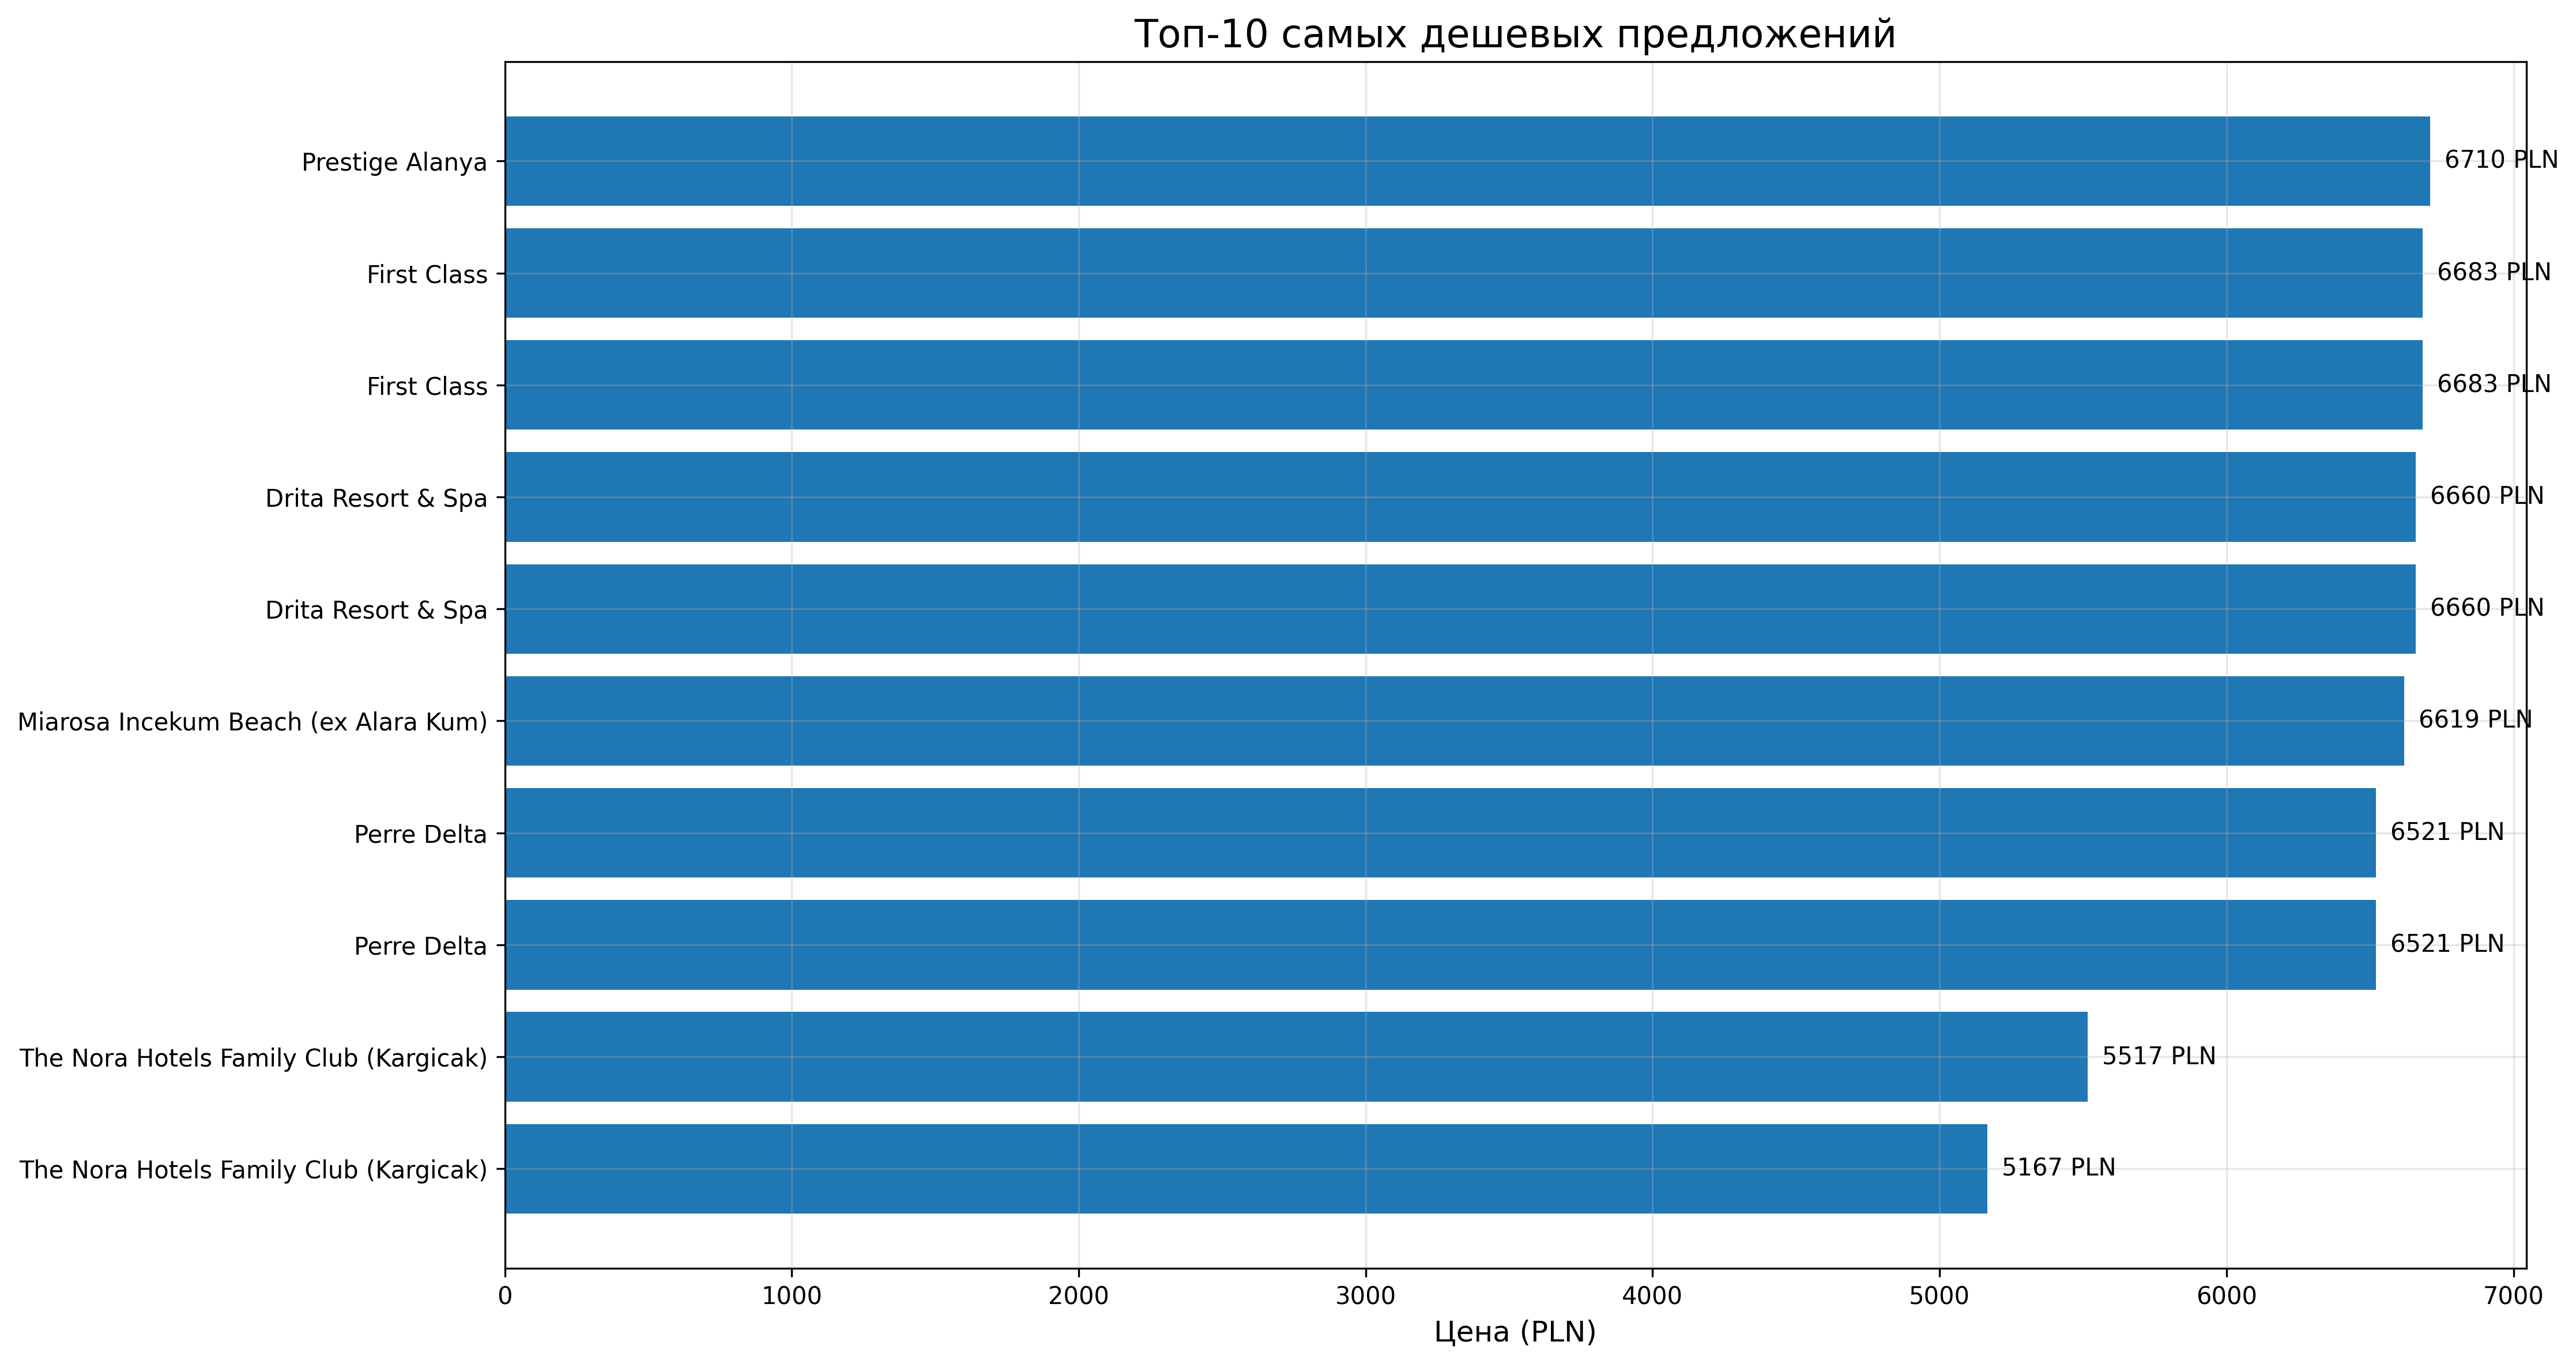 Топ-10 самых дешевых предложений
Prestige Alanya
6710 PLN
First Class
6683 PLN
First Class
6683 PLN
Drita Resort & Spa
6660 PLN
Drita Resort & Spa
6660 PLN
Miarosa Incekum Beach (ex Alara Kum)
6619 PLN
Perre Delta
6521 PLN
Perre Delta
6521 PLN
The Nora Hotels Family Club (Kargicak)
5517 PLN
The Nora Hotels Family Club (Kargicak)
5167 PLN
0 1000 2000 3000 4000 5000 6000 7000
Цена (PLN)